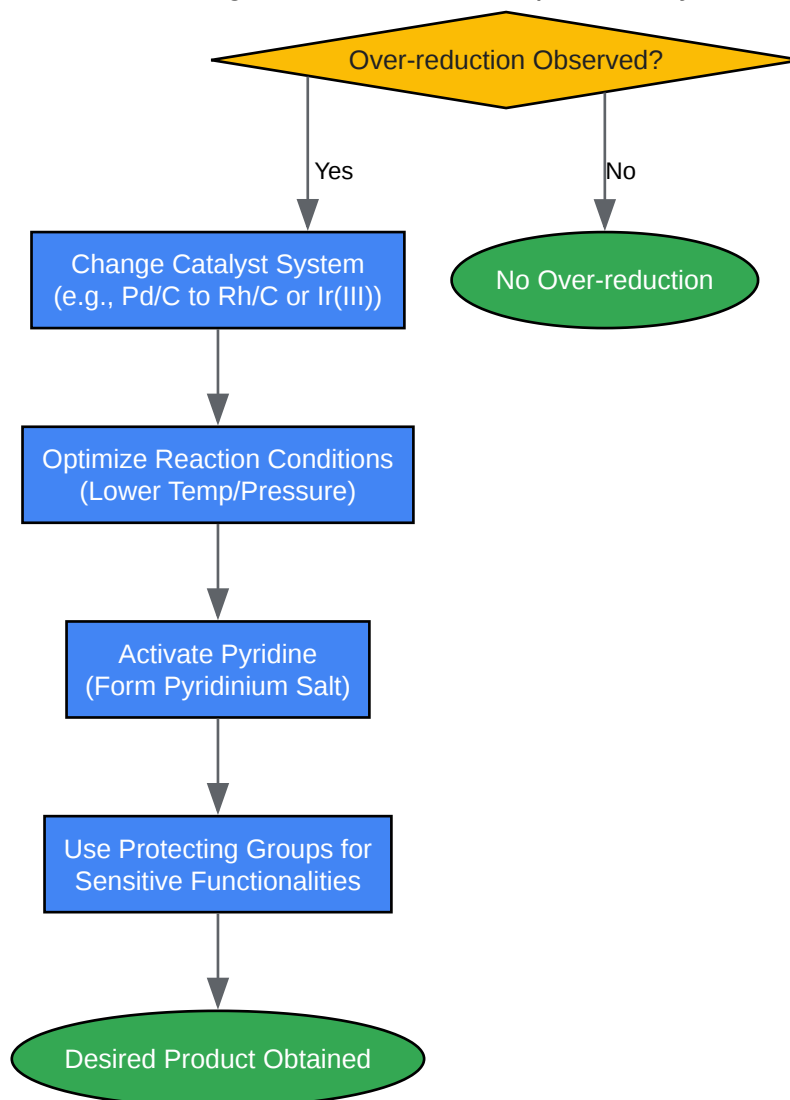 Over-reduction Observed?
Yes
No
Change Catalyst System
(e.g., Pd/C to Rh/C or Ir(III))
No Over-reduction
Optimize Reaction Conditions
(Lower Temp/Pressure)
Activate Pyridine
(Form Pyridinium Salt)
Use Protecting Groups for
Sensitive Functionalities
Desired Product Obtained